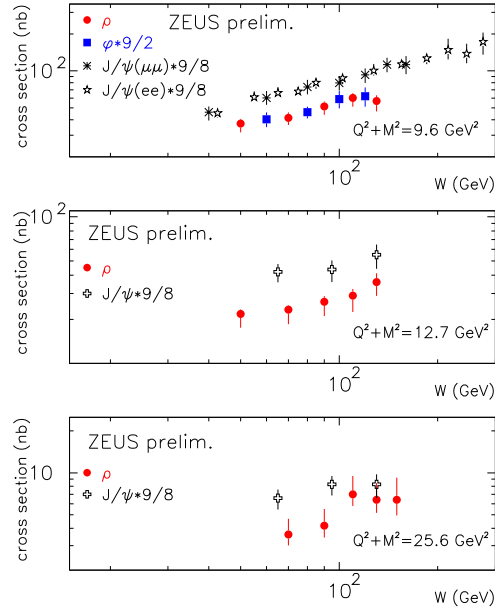 ZEUS prelim.
ρ
φ*9/2
J/ψ(μμ)*9/8
J/ψ(ee)*9/8
10²
cross section (nb)
Q²+M²=9.6 GeV²
10²
W (GeV)
10²
ZEUS prelim.
ρ
J/ψ*9/8
cross section (nb)
Q²+M²=12.7 GeV²
10²
W (GeV)
ZEUS prelim.
10
ρ
J/ψ*9/8
cross section (nb)
Q²+M²=25.6 GeV²
10²
W (GeV)